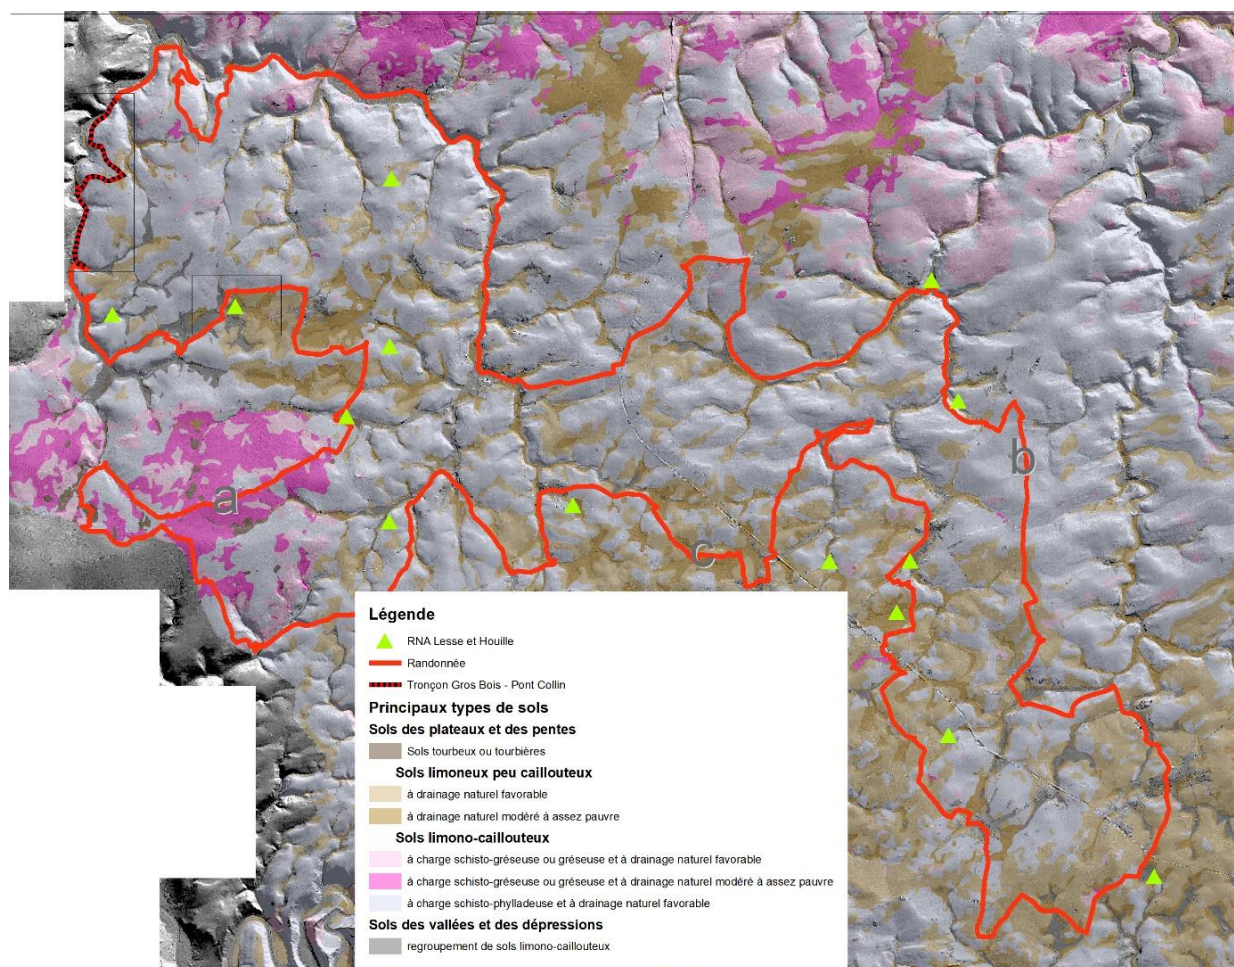 a
b
c
Légende
RNA Lesse et Houille
Randonnée
Tronçon Gros Bois - Pont Collin
Principaux types de sols
Sols des plateaux et des pentes
Sols tourbeux ou tourbières
Sols limoneux peu caillouteux
à drainage naturel favorable
à drainage naturel modéré à assez pauvre
Sols limono-caillouteux
à charge schisto-gréseuse ou gréseuse et à drainage naturel favorable
à charge schisto-gréseuse ou gréseuse et à drainage naturel modéré à assez pauvre
à charge schisto-phylladeuse et à drainage naturel favorable
Sols des vallées et des dépressions
regroupement de sols limono-caillouteux